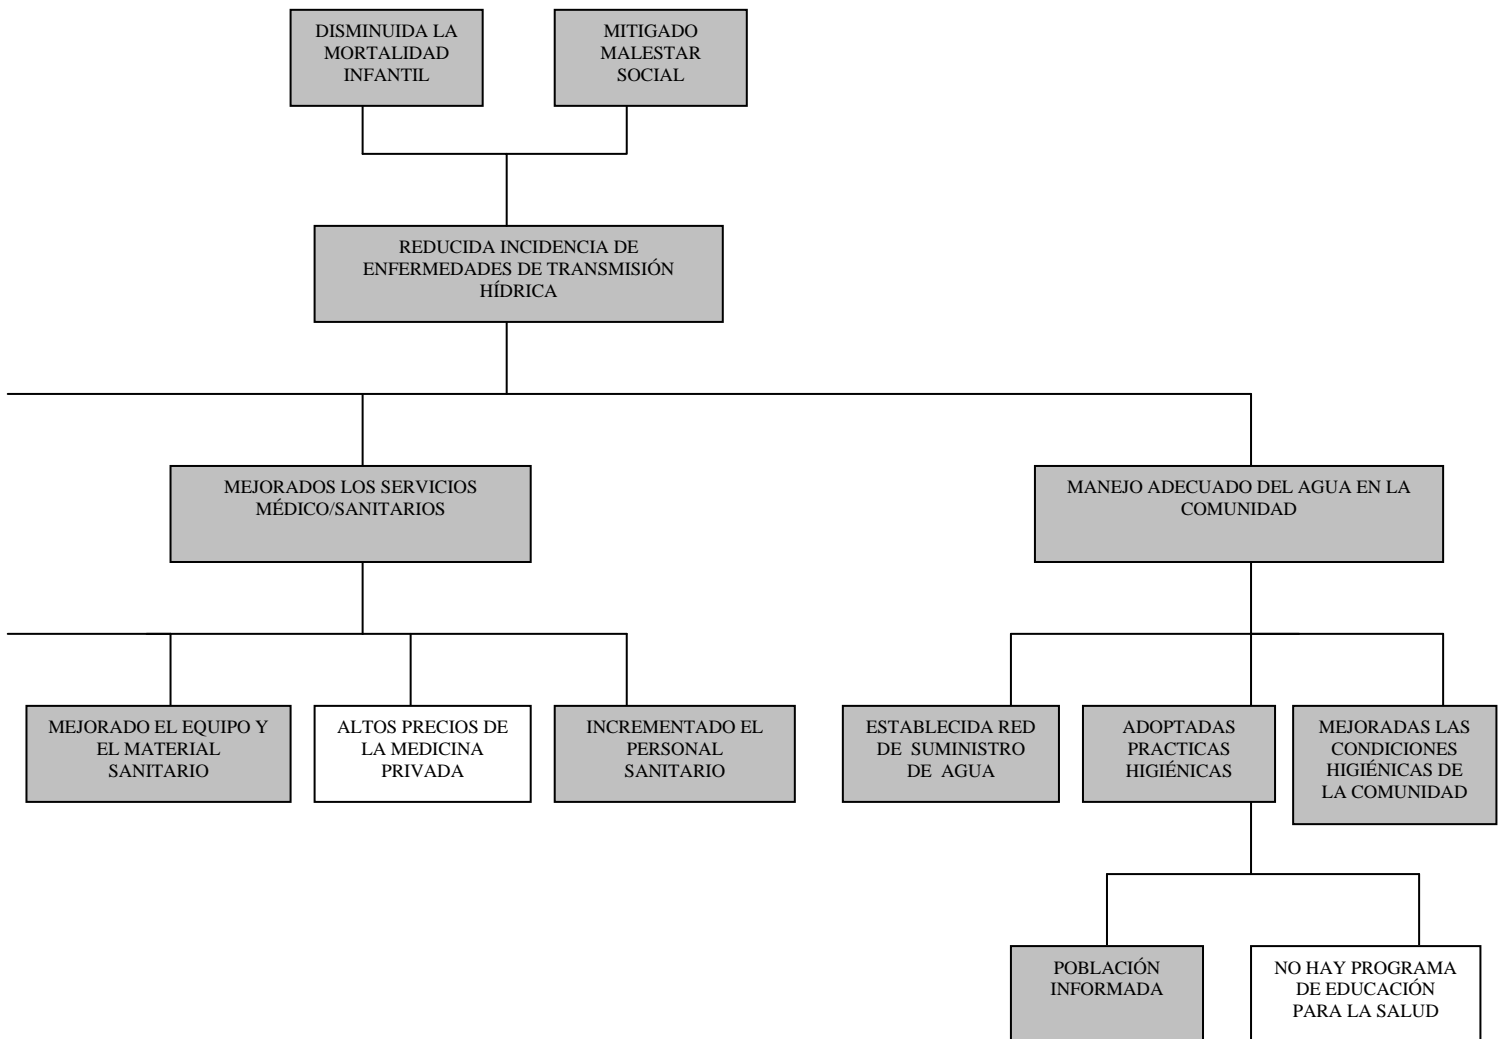 DISMINUIDA LA
MORTALIDAD
INFANTIL
MITIGADO
MALESTAR
SOCIAL
REDUCIDA INCIDENCIA DE
ENFERMEDADES DE TRANSMISIÓN
HÍDRICA
MEJORADOS LOS SERVICIOS
MÉDICO/SANITARIOS
MANEJO ADECUADO DEL AGUA EN LA
COMUNIDAD
MEJORADO EL EQUIPO Y
EL MATERIAL
SANITARIO
ALTOS PRECIOS DE
LA MEDICINA
PRIVADA
INCREMENTADO EL
PERSONAL
SANITARIO
ESTABLECIDA RED
DE SUMINISTRO
DE AGUA
ADOPTADAS
PRACTICAS
HIGIÉNICAS
MEJORADAS LAS
CONDICIONES
HIGIÉNICAS DE
LA COMUNIDAD
POBLACIÓN
INFORMADA
NO HAY PROGRAMA
DE EDUCACIÓN
PARA LA SALUD